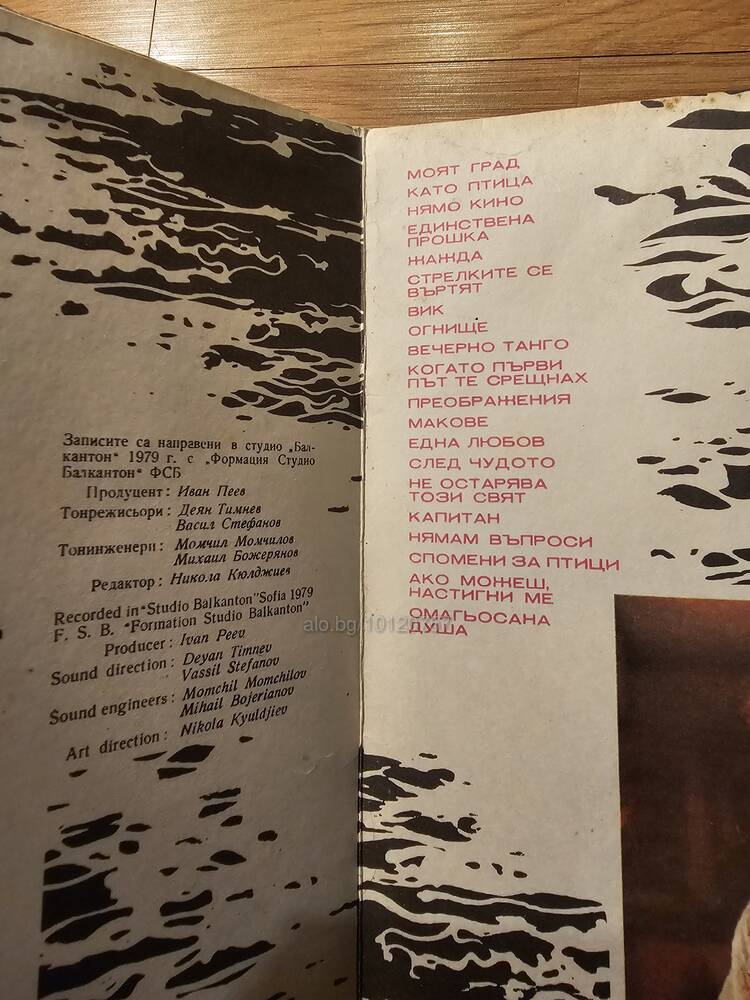 Записите са направени в студио „Бал-
кантон“ 1979 г. с „Формация Студио
Балкантон“ ФСБ
Продуцент: Иван Пеев
Тонрежисьори: Деян Тимнев
Васил Стефанов
Тонинженери: Момчил Момчилов
Михаил Божерянов
Редактор: Никола Кюлджиев
Recorded in "Studio Balkanton" Sofia 1979
F. S. B. "Formation Studio Balkanton"
Producer: Ivan Peev
Sound direction: Deyan Timnev
Vassil Stefanov
Sound engineers: Momchil Momchilov
Mihail Bojerianov
Art direction: Nikola Kyuldjiev
МОЯТ ГРАД
КАТО ПТИЦА
НЯМО КИНО
ЕДИНСТВЕНА
ПРОШКА
ЖАЖДА
СТРЕЛКИТЕ СЕ
ВЪРТЯТ
ВИК
ОГНИЩЕ
ВЕЧЕРНО ТАНГО
КОГАТО ПЪРВИ
ПЪТ ТЕ СРЕЩНАХ
ПРЕОБРАЖЕНИЯ
МАКОВЕ
ЕДНА ЛЮБОВ
СЛЕД ЧУДОТО
НЕ ОСТАРЯВА
ТОЗИ СВЯТ
КАПИТАН
НЯМАМ ВЪПРОСИ
СПОМЕНИ ЗА ПТИЦИ
АКО МОЖЕШ,
НАСТИГНИ МЕ
ОМАГЬОСАНА
ДУША